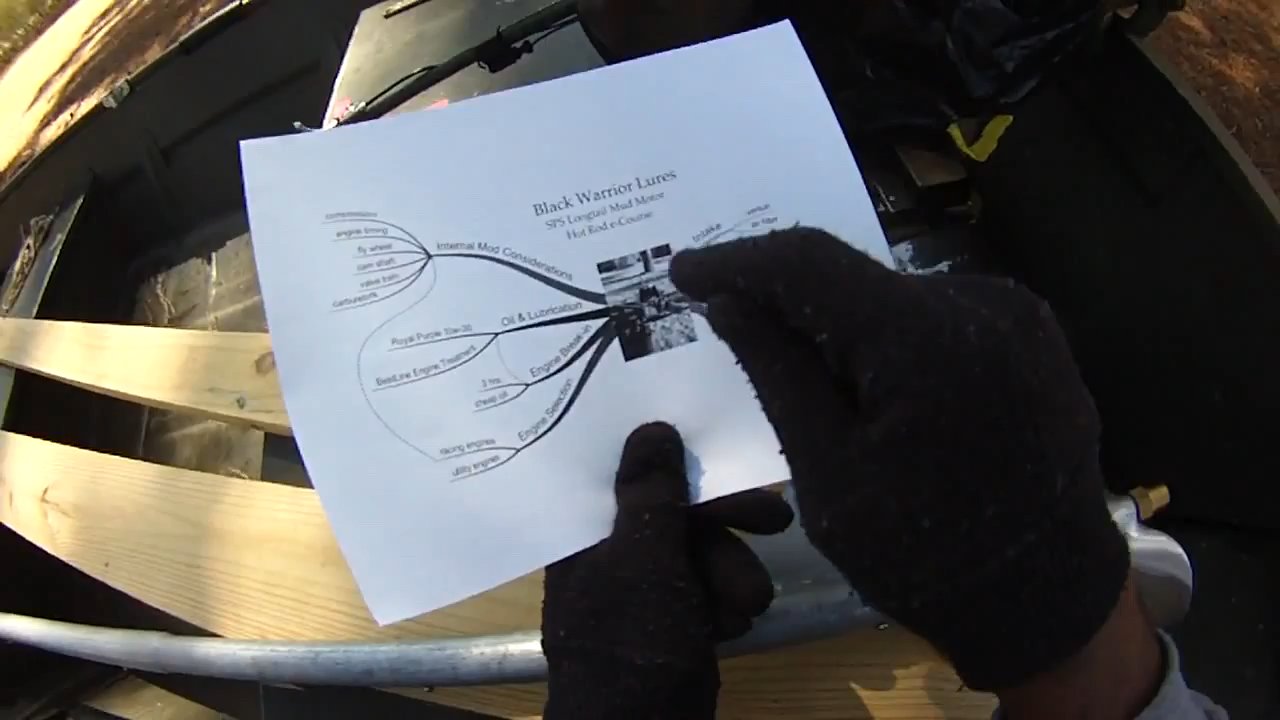 Black Warrior Lures
SPS Longtail Mud Motor
Hot Rod e-Course
compression
engine timing
fly wheel
cam shaft
valve train
carburetors
Internal Mod Considerations
Oil & Lubrication
Royal Purple
BestLine Engine Treatment
Engine Break-in
3 hrs
cheap oil
Engine Selection
racing engines
utility engines
Intake
venturi
air filter